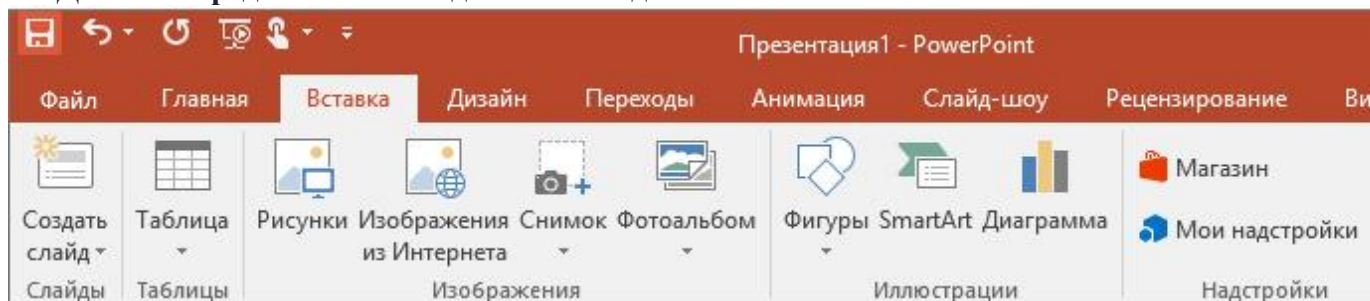 Презентация1 - PowerPoint
Файл Главная Вставка Дизайн Переходы Анимация Слайд-шоу Рецензирование Ви
Создать слайд
Таблица
Рисунки
Изображения из Интернета
Снимок
Фотоальбом
Фигуры
SmartArt
Диаграмма
Магазин
Мои надстройки
Слайды Таблицы Изображения Иллюстрации Надстройки